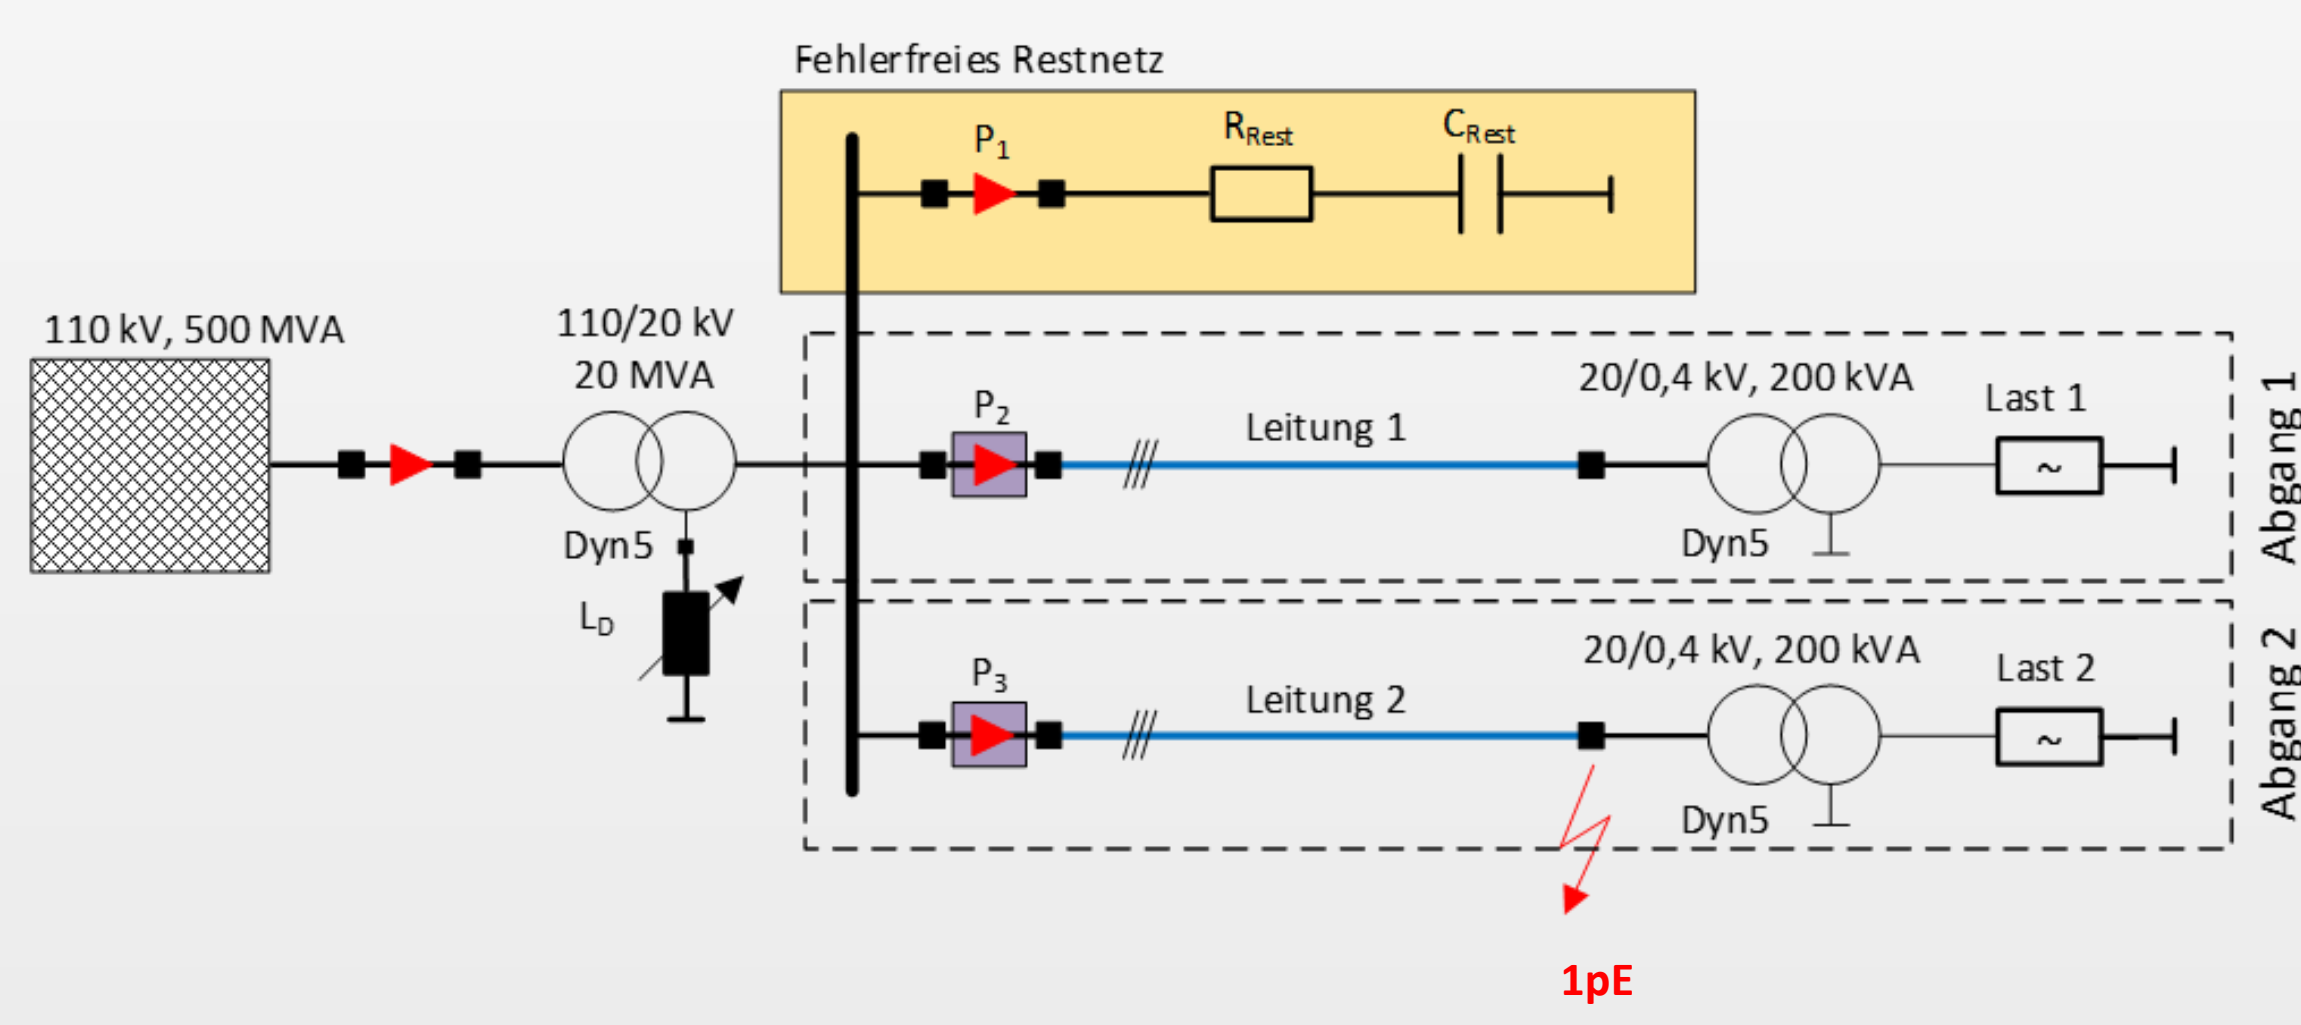 Fehlerfreies Restnetz
P1
RRest
CRest
110 kV, 500 MVA
110/20 kV
20 MVA
Dyn5
LD
P2
Leitung 1
20/0,4 kV, 200 kVA
Last 1
~
Dyn5
Abgang 1
P3
Leitung 2
20/0,4 kV, 200 kVA
Last 2
~
Dyn5
Abgang 2
1pE